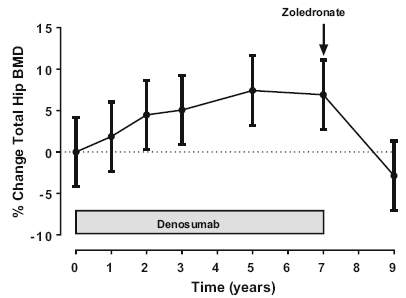 Zoledronate
% Change Total Hip BMD
15
10
5
0
-5
-10
Denosumab
0 1 2 3 4 5 6 7 8 9
Time (years)